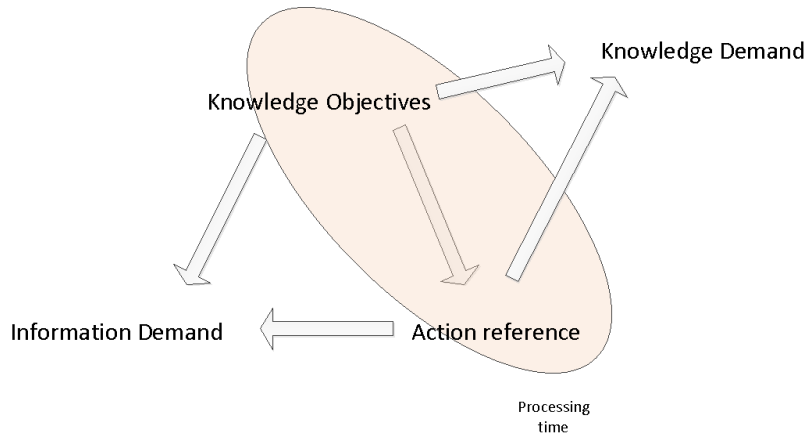 Knowledge Demand
Knowledge Objectives
Information Demand
Action reference
Processing
time